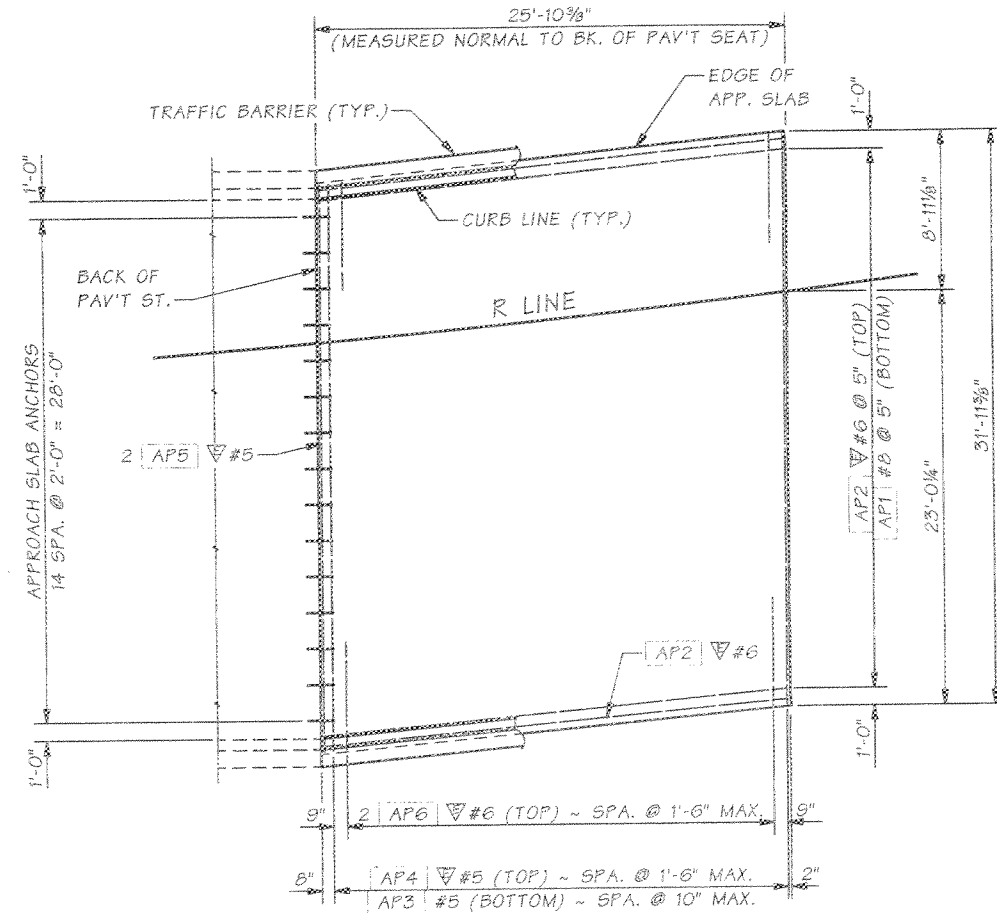 25'-10⅜"
(MEASURED NORMAL TO BK. OF PAV'T SEAT)
EDGE OF
APP. SLAB
TRAFFIC BARRIER (TYP.)
1'-0"
1'-0"
CURB LINE (TYP.)
8'-11⅛"
BACK OF
PAV'T ST.
R LINE
APPROACH SLAB ANCHORS
14 SPA. @ 2'-0" = 28'-0"
2 AP5 E #5
AP2 E #6 @ 5" (TOP)
AP1 #8 @ 5" (BOTTOM)
23'-0¼"
31'-11⅜"
AP2 E #6
1'-0"
1'-0"
9"
2 AP6 E #6 (TOP) ~ SPA. @ 1'-6" MAX.
9"
8"
AP4 E #5 (TOP) ~ SPA. @ 1'-6" MAX.
AP3 #5 (BOTTOM) ~ SPA. @ 10" MAX.
2"